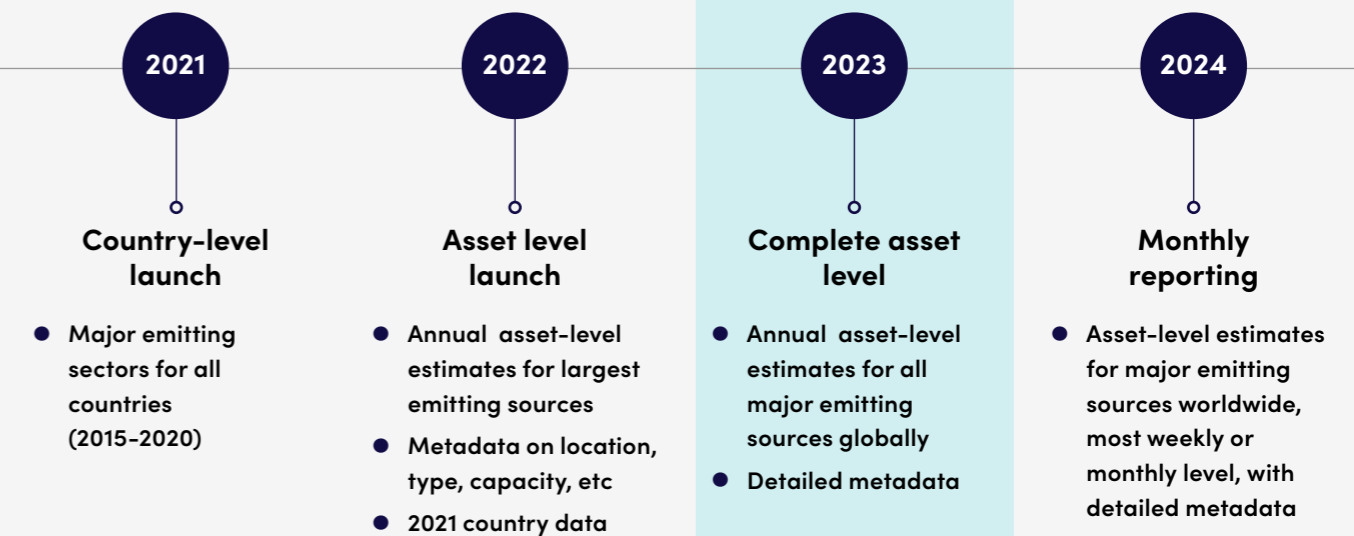 2021
Country-level
launch
Major emitting
sectors for all
countries
(2015-2020)
2022
Asset level
launch
Annual asset-level
estimates for largest
emitting sources
Metadata on location,
type, capacity, etc
2021 country data
2023
Complete asset
level
Annual asset-level
estimates for all
major emitting
sources globally
Detailed metadata
2024
Monthly
reporting
Asset-level estimates
for major emitting
sources worldwide,
most weekly or
monthly level, with
detailed metadata